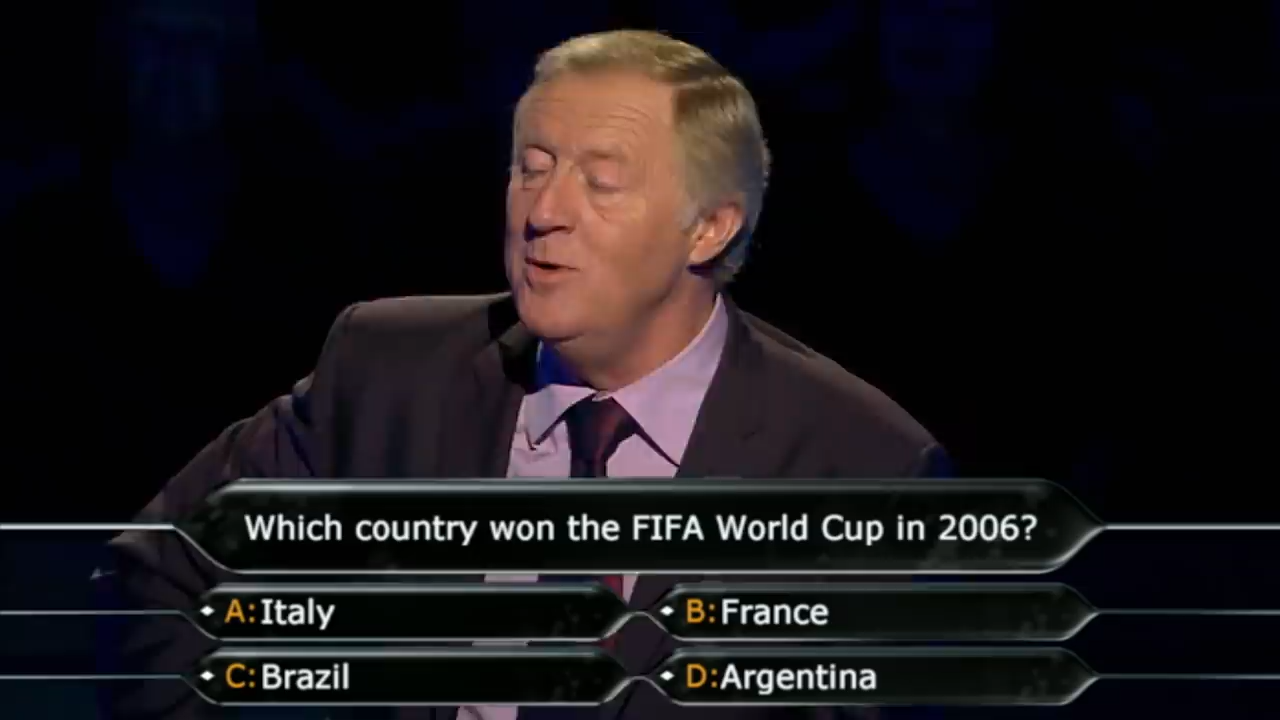 Which country won the FIFA World Cup in 2006?
A: Italy
B: France
C: Brazil
D: Argentina